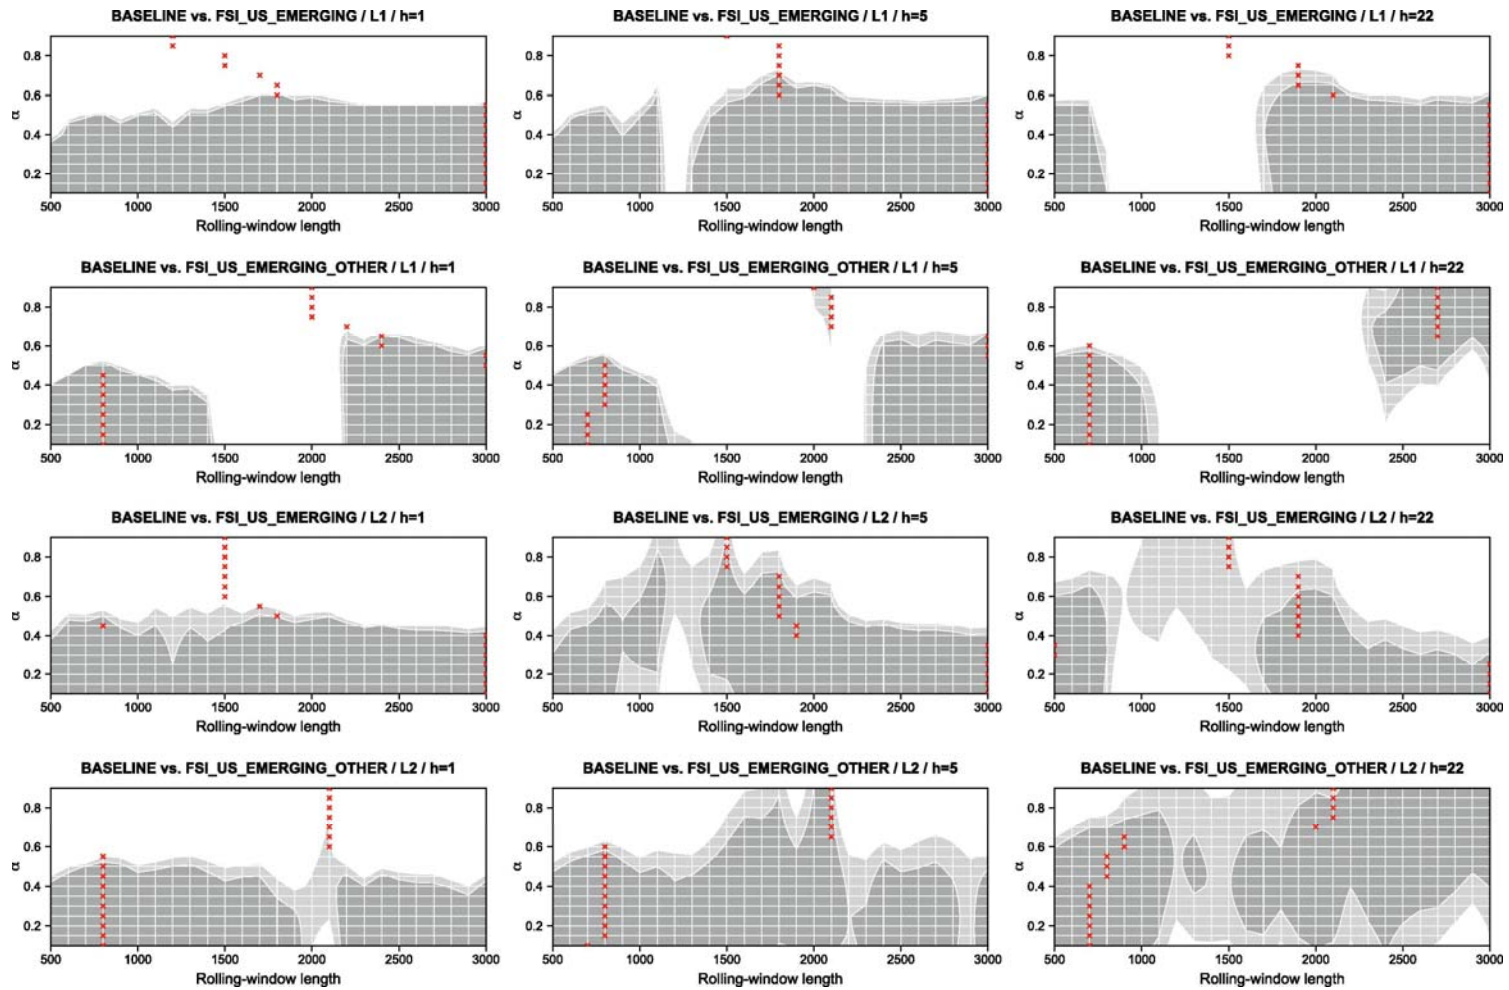 BASELINE vs. FSI_US_EMERGING / L1 / h=1
BASELINE vs. FSI_US_EMERGING / L1 / h=5
BASELINE vs. FSI_US_EMERGING / L1 / h=22
0.8 0.8 0.8
0.6 0.6 0.6
α α α
0.4 0.4 0.4
0.2 0.2 0.2
500 1000 1500 2000 2500 3000 500 1000 1500 2000 2500 3000 500 1000 1500 2000 2500 3000
Rolling-window length Rolling-window length Rolling-window length
BASELINE vs. FSI_US_EMERGING_OTHER / L1 / h=1
BASELINE vs. FSI_US_EMERGING_OTHER / L1 / h=5
BASELINE vs. FSI_US_EMERGING_OTHER / L1 / h=22
0.8 0.8 0.8
0.6 0.6 0.6
α α α
0.4 0.4 0.4
0.2 0.2 0.2
500 1000 1500 2000 2500 3000 500 1000 1500 2000 2500 3000 500 1000 1500 2000 2500 3000
Rolling-window length Rolling-window length Rolling-window length
BASELINE vs. FSI_US_EMERGING / L2 / h=1
BASELINE vs. FSI_US_EMERGING / L2 / h=5
BASELINE vs. FSI_US_EMERGING / L2 / h=22
0.8 0.8 0.8
0.6 0.6 0.6
α α α
0.4 0.4 0.4
0.2 0.2 0.2
500 1000 1500 2000 2500 3000 500 1000 1500 2000 2500 3000 500 1000 1500 2000 2500 3000
Rolling-window length Rolling-window length Rolling-window length
BASELINE vs. FSI_US_EMERGING_OTHER / L2 / h=1
BASELINE vs. FSI_US_EMERGING_OTHER / L2 / h=5
BASELINE vs. FSI_US_EMERGING_OTHER / L2 / h=22
0.8 0.8 0.8
0.6 0.6 0.6
α α α
0.4 0.4 0.4
0.2 0.2 0.2
500 1000 1500 2000 2500 3000 500 1000 1500 2000 2500 3000 500 1000 1500 2000 2500 3000
Rolling-window length Rolling-window length Rolling-window length